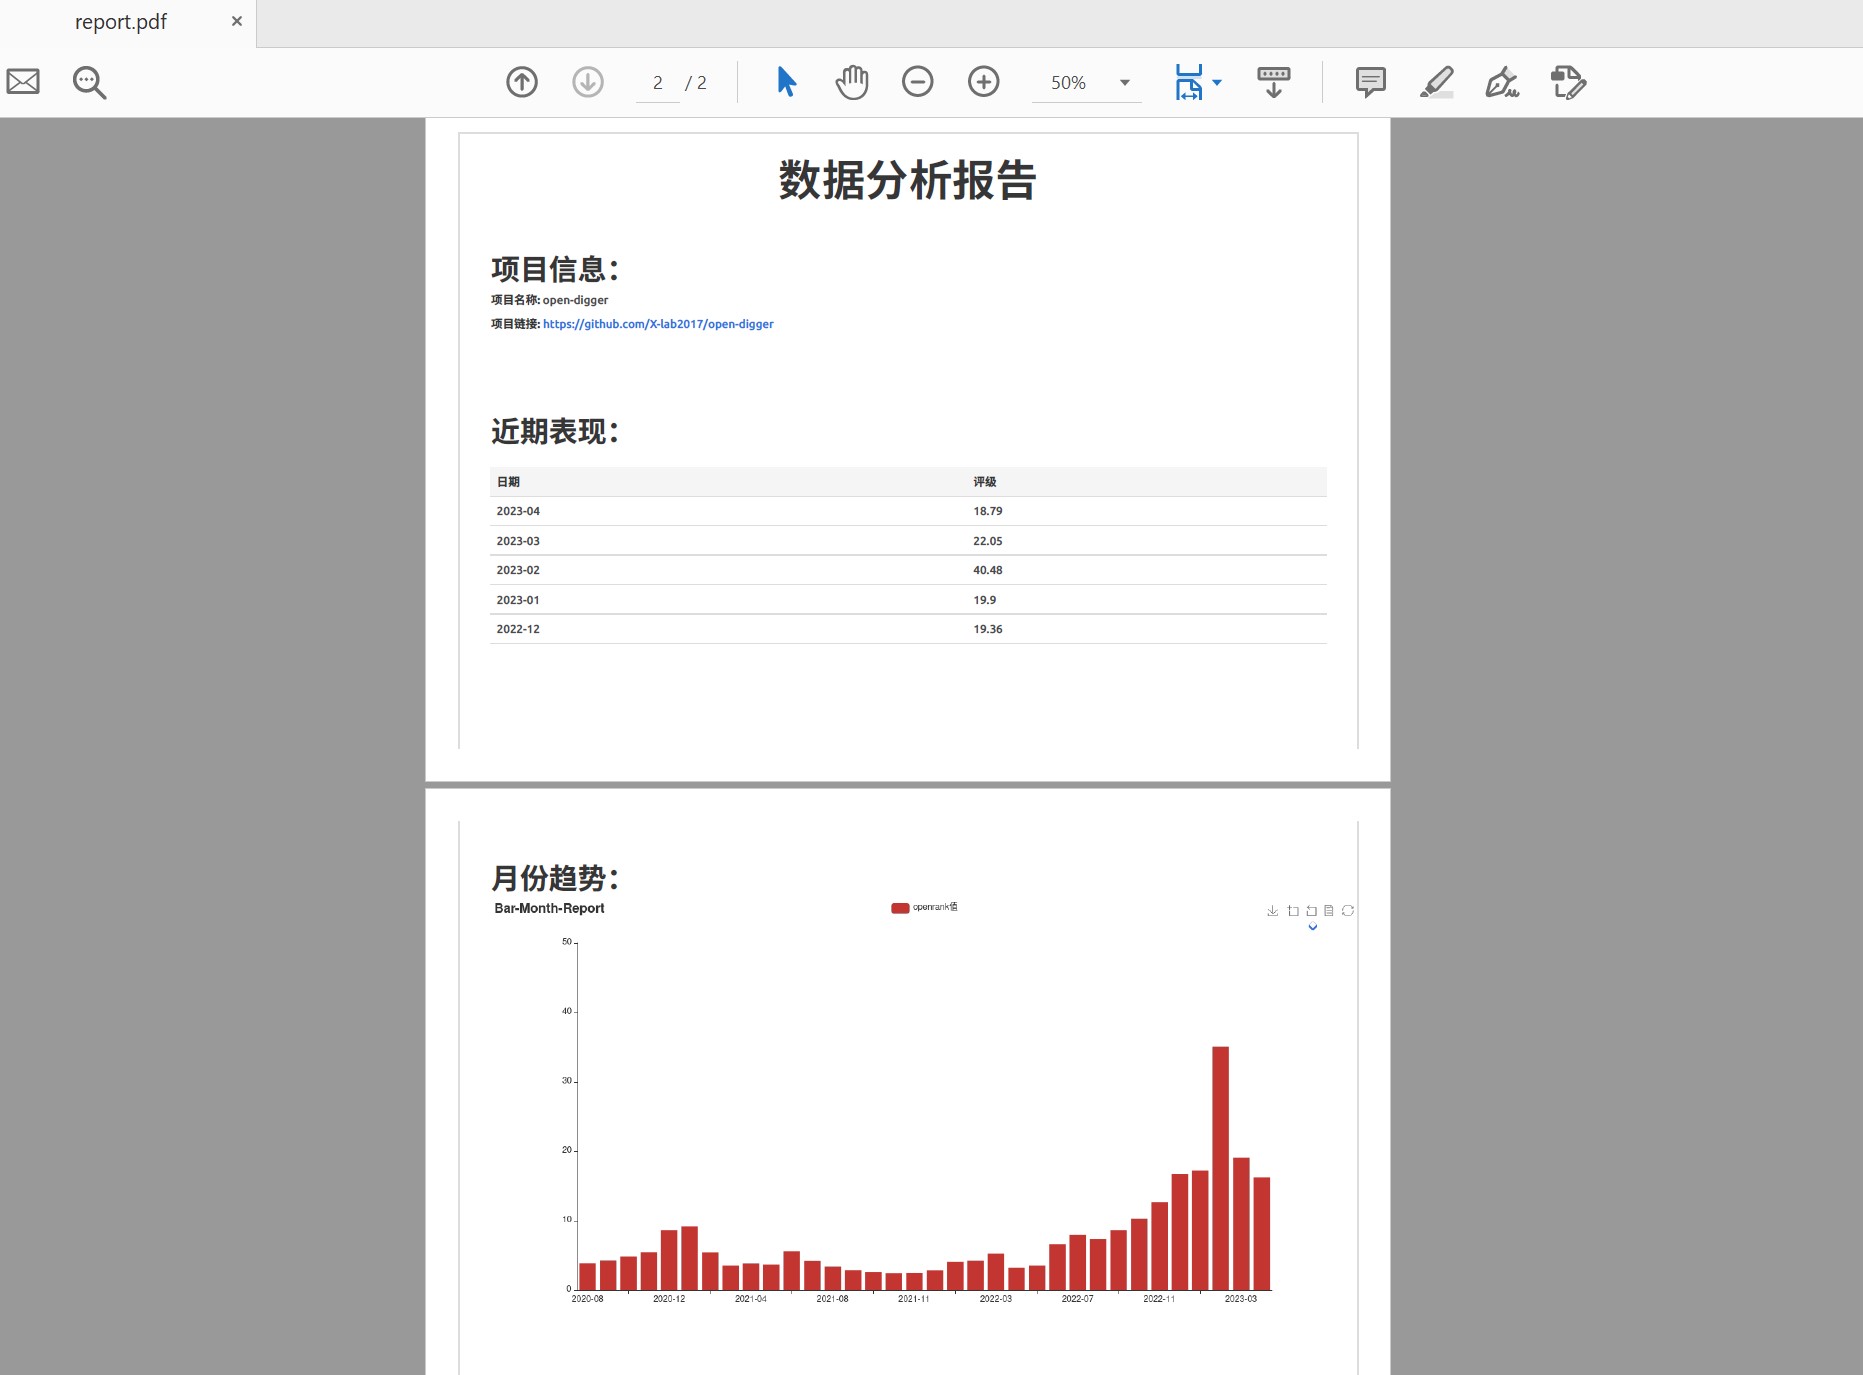 report.pdf
2 / 2
50%
数据分析报告
项目信息：
项目名称: open-digger
项目链接: https://github.com/X-lab2017/open-digger
近期表现：
日期 评级
2023-04 18.79
2023-03 22.05
2023-02 40.48
2023-01 19.9
2022-12 19.36
月份趋势：
Bar-Month-Report
openrank值
50
40
30
20
10
0
2020-08 2020-12 2021-04 2021-08 2021-11 2022-03 2022-07 2022-11 2023-03